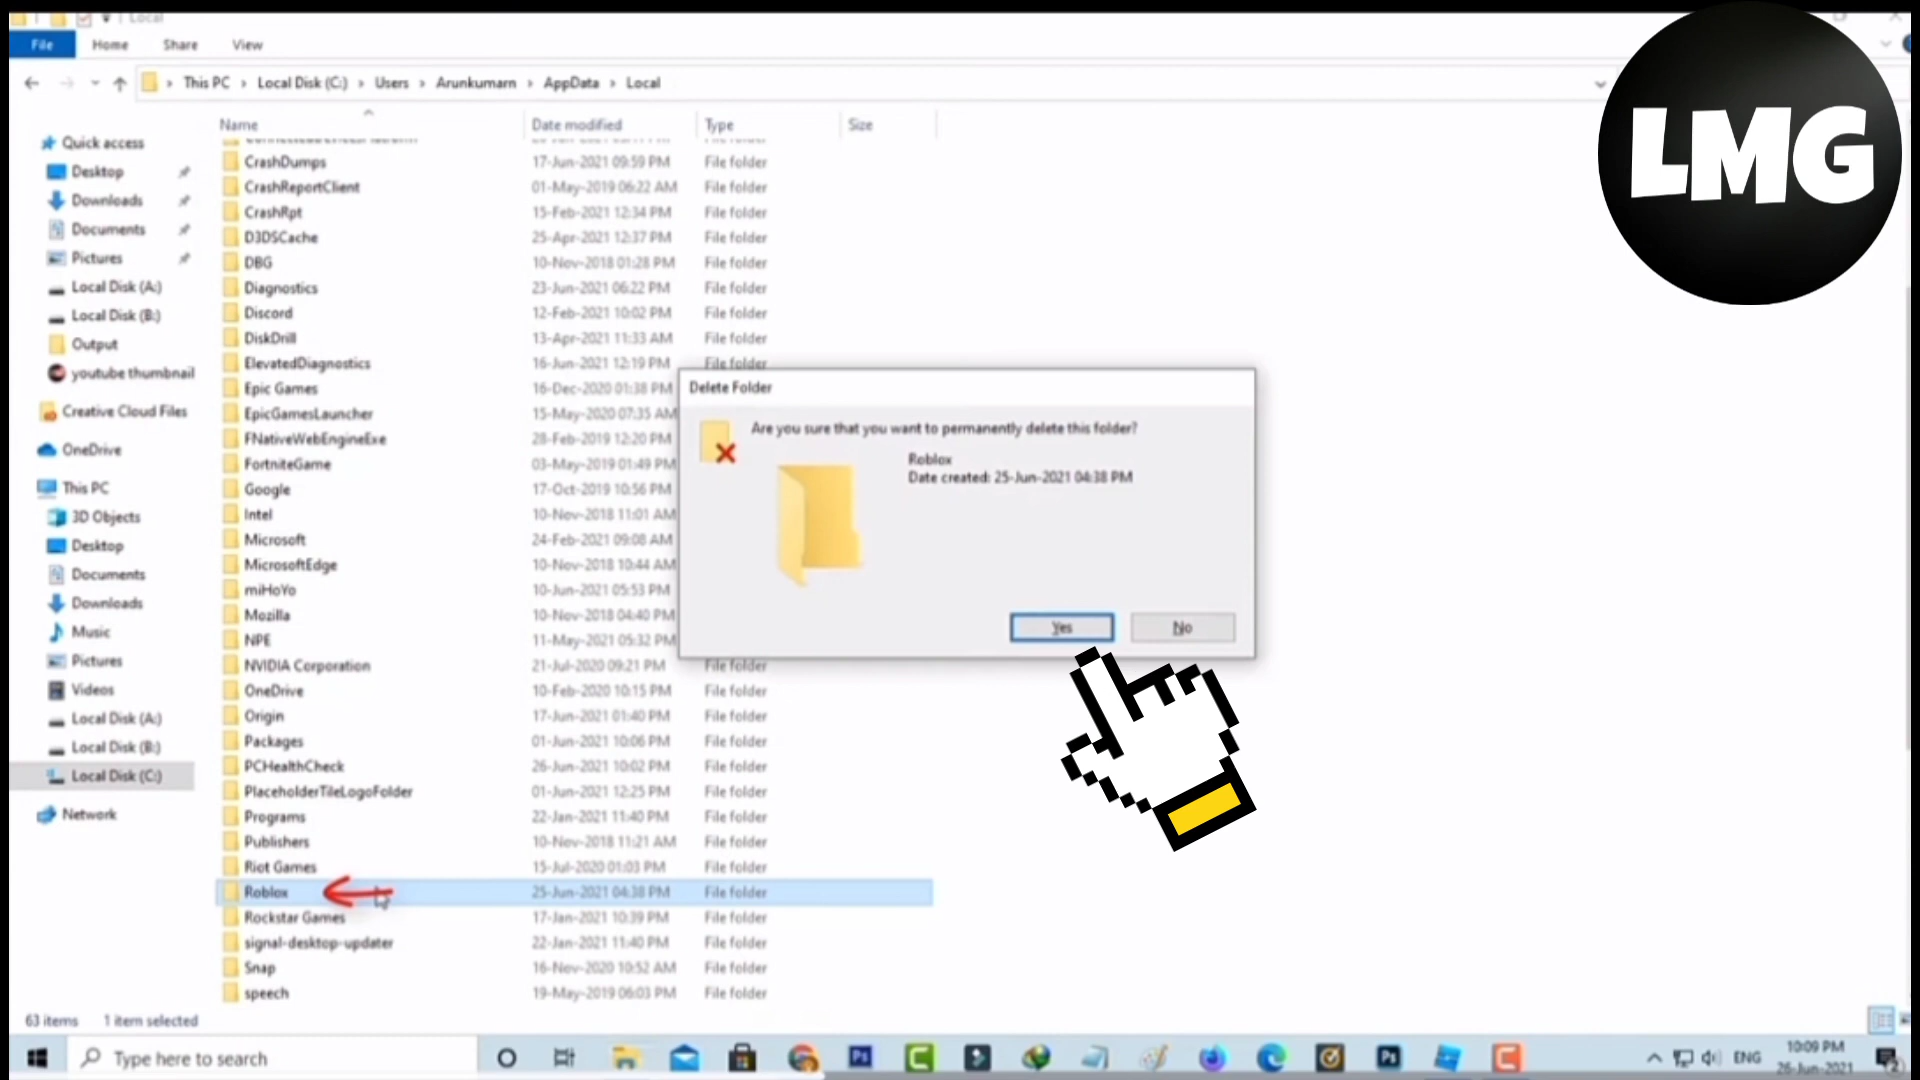 Local
File Home Share View
This PC Local Disk (C:) Users Arunkumarn AppData Local
LMG
Name Date modified Type Size
CrashDumps 17-Jun-2021 09:59 PM File folder
CrashReportClient 01-May-2019 06:22 AM File folder
CrashRpt 15-Feb-2021 12:34 PM File folder
D3DSCache 25-Apr-2021 12:37 PM File folder
DBG 10-Nov-2018 01:28 PM File folder
Diagnostics 23-Jun-2021 06:22 PM File folder
Discord 12-Feb-2021 10:02 PM File folder
DiskDrill 13-Apr-2021 11:33 AM File folder
ElevatedDiagnostics 16-Jun-2021 12:19 PM File folder
Epic Games 16-Dec-2020 01:38 PM
EpicGamesLauncher 15-May-2020 07:35 AM
FNativeWebEngineExe 28-Feb-2019 12:20 PM
FortniteGame 03-May-2019 01:49 PM
Google 17-Oct-2019 10:56 PM
Intel 10-Nov-2018 11:01 AM
Microsoft 24-Feb-2021 09:08 AM
MicrosoftEdge 10-Nov-2018 10:44 AM
miHoYo 10-Jun-2021 05:53 PM
Mozilla 10-Nov-2018 04:40 PM
NPE 11-May-2021 05:32 PM
NVIDIA Corporation 21-Jul-2020 09:21 PM File folder
OneDrive 10-Feb-2020 10:15 PM File folder
Origin 17-Jun-2021 01:40 PM File folder
Packages 01-Jun-2021 10:06 PM File folder
PCHealthCheck 26-Jun-2021 10:02 PM File folder
PlaceholderTileLogoFolder 01-Jun-2021 12:25 PM File folder
Programs 22-Jan-2021 11:40 PM File folder
Publishers 10-Nov-2018 11:21 AM File folder
Riot Games 15-Jul-2020 01:03 PM File folder
Roblox 25-Jun-2021 04:38 PM File folder
Rockstar Games 17-Jan-2021 10:39 PM File folder
signal-desktop-updater 22-Jan-2021 11:40 PM File folder
Snap 16-Nov-2020 10:52 AM File folder
speech 19-May-2019 06:03 PM File folder
Quick access
Desktop
Downloads
Documents
Pictures
Local Disk (A:)
Local Disk (B:)
Output
youtube thumbnail
Creative Cloud Files
OneDrive
This PC
3D Objects
Desktop
Documents
Downloads
Music
Pictures
Videos
Local Disk (A:)
Local Disk (B:)
Local Disk (C:)
Network
Delete Folder
Are you sure that you want to permanently delete this folder?
Roblox
Date created: 25-Jun-2021 04:38 PM
Yes No
63 items 1 item selected
Type here to search
Ps
Ps
ENG
10:09 PM
26-Jun-2021